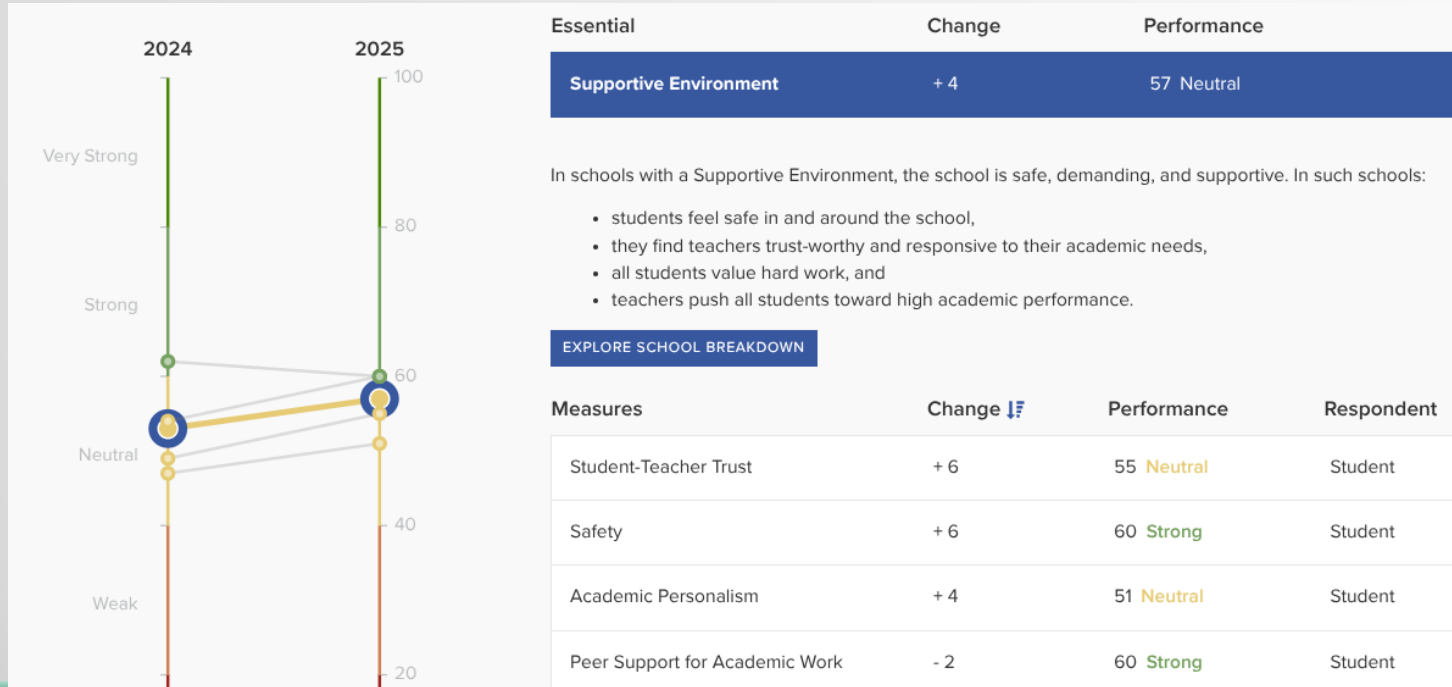 2024
2025
100
Very Strong
80
Strong
60
Neutral
40
Weak
20
Essential Change Performance
Supportive Environment + 4 57 Neutral
In schools with a Supportive Environment, the school is safe, demanding, and supportive. In such schools:
• students feel safe in and around the school,
• they find teachers trust-worthy and responsive to their academic needs,
• all students value hard work, and
• teachers push all students toward high academic performance.
EXPLORE SCHOOL BREAKDOWN
Measures Change Performance Respondent
Student-Teacher Trust + 6 55 Neutral Student
Safety + 6 60 Strong Student
Academic Personalism + 4 51 Neutral Student
Peer Support for Academic Work - 2 60 Strong Student